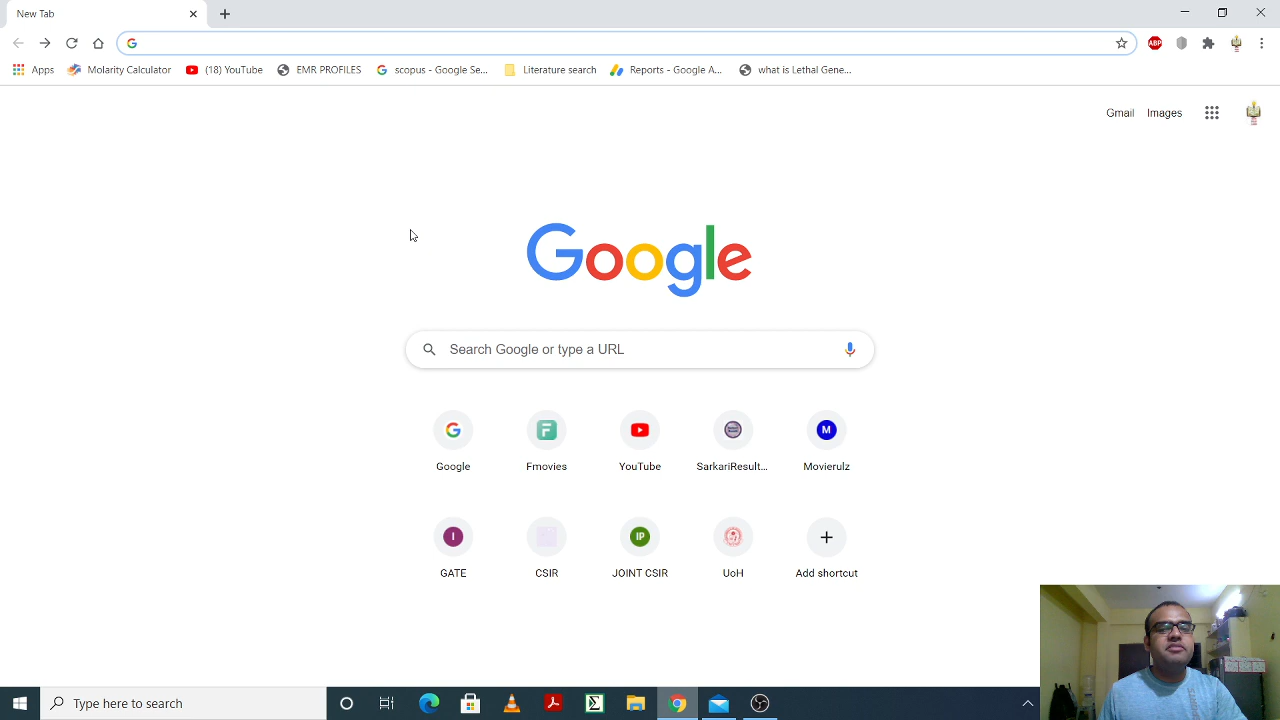 New Tab
Apps
Molarity Calculator
(18) YouTube
EMR PROFILES
scopus - Google Se...
Literature search
Reports - Google A...
what is Lethal Gene...
ABP
Gmail
Images
Google
Search Google or type a URL
Google
Fmovies
YouTube
SarkariResult...
M
Movierulz
I
GATE
CSIR
IP
JOINT CSIR
UoH
Add shortcut
Type here to search